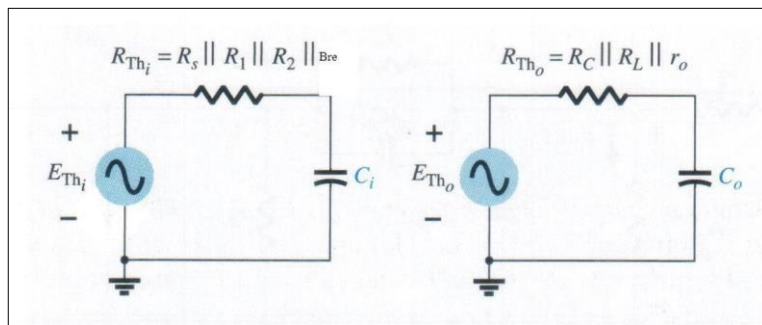 R_Th_i = R_s || R_1 || R_2 || Bre
R_Th_o = R_C || R_L || r_o
+
E_Th_i
−
C_i
+
E_Th_o
−
C_o